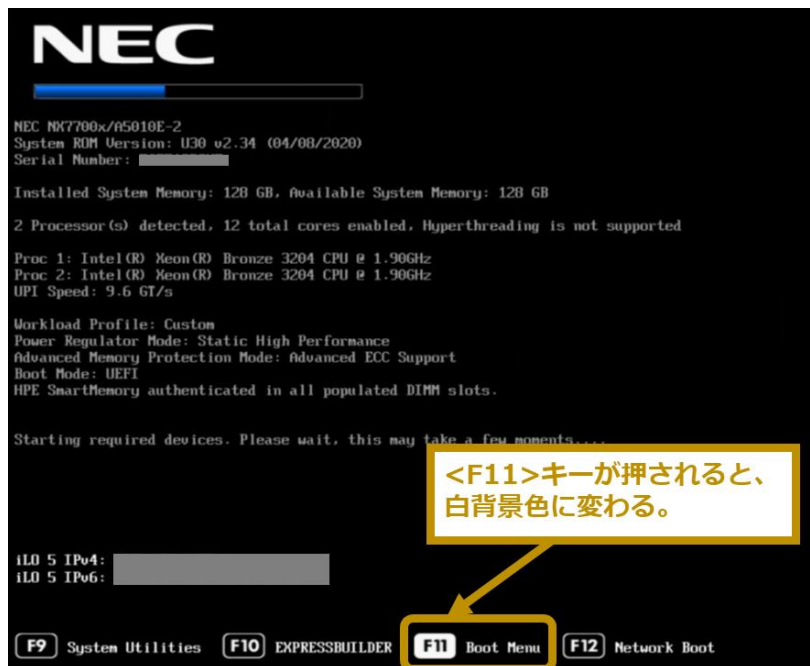 NEC
NEC NX7700x/A5010E-2
System ROM Version: U30 v2.34 (04/08/2020)
Serial Number:
Installed System Memory: 128 GB, Available System Memory: 128 GB
2 Processor(s) detected, 12 total cores enabled, Hyperthreading is not supported
Proc 1: Intel(R) Xeon(R) Bronze 3204 CPU @ 1.90GHz
Proc 2: Intel(R) Xeon(R) Bronze 3204 CPU @ 1.90GHz
UPI Speed: 9.6 GT/s
Workload Profile: Custom
Power Regulator Mode: Static High Performance
Advanced Memory Protection Mode: Advanced ECC Support
Boot Mode: UEFI
HPE SmartMemory authenticated in all populated DIMM slots.
Starting required devices. Please wait, this may take a few moments....
<F11>キーが押されると、
白背景色に変わる。
iLO 5 IPv4:
iLO 5 IPv6:
F9 System Utilities F10 EXPRESSBUILDER F11 Boot Menu F12 Network Boot